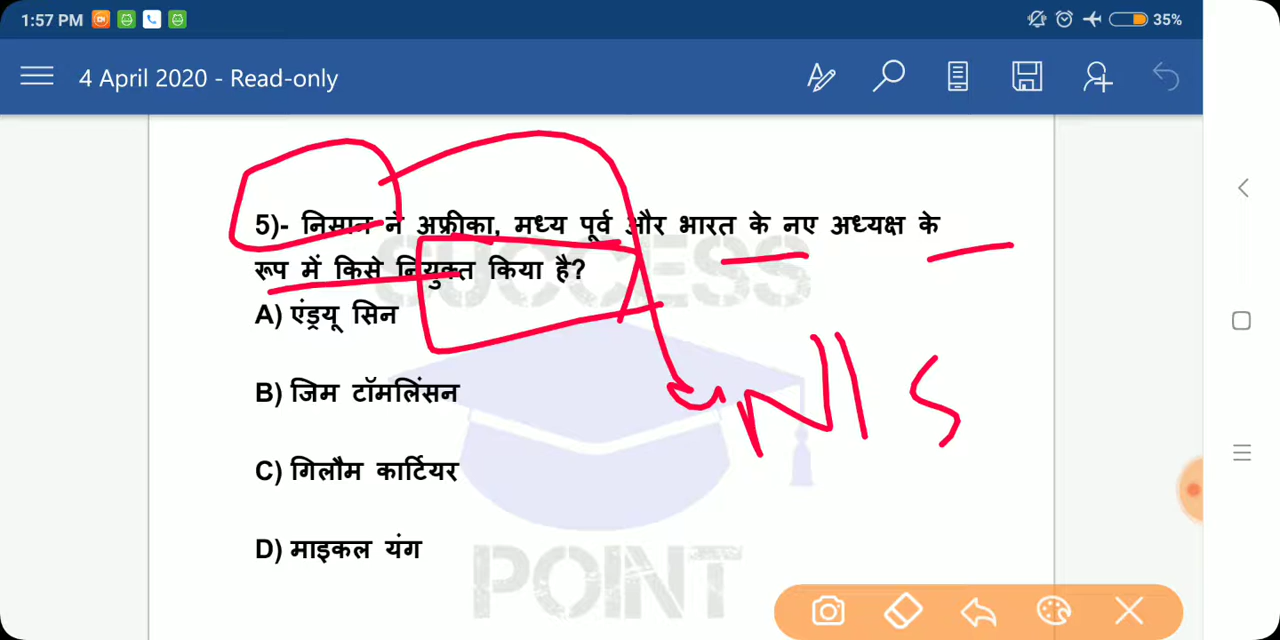 1:57 PM 35%
4 April 2020 - Read-only
5)- निसान ने अफ्रीका, मध्य पूर्व और भारत के नए अध्यक्ष के
रूप में किसे नियुक्त किया है?
SUCCESS
A) एंड्रयू सिन
NIS
B) जिम टॉमलिंसन
C) गिलौम कार्टियर
D) माइकल यंग
POINT